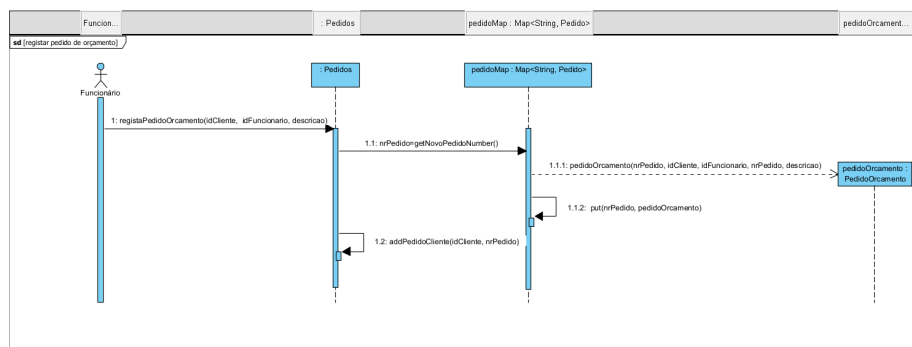 Funcion...
: Pedidos
pedidoMap : Map<String, Pedido>
pedidoOrcament...
sd [registar pedido de orçamento]
Funcionário
: Pedidos
pedidoMap : Map<String, Pedido>
1: registaPedidoOrcamento(idCliente, idFuncionario, descricao)
1.1: nrPedido=getNovoPedidoNumber()
1.1.1: pedidoOrcamento(nrPedido, idCliente, idFuncionario, nrPedido, descricao)
pedidoOrcamento :
PedidoOrcamento
1.1.2: put(nrPedido, pedidoOrcamento)
1.2: addPedidoCliente(idCliente, nrPedido)